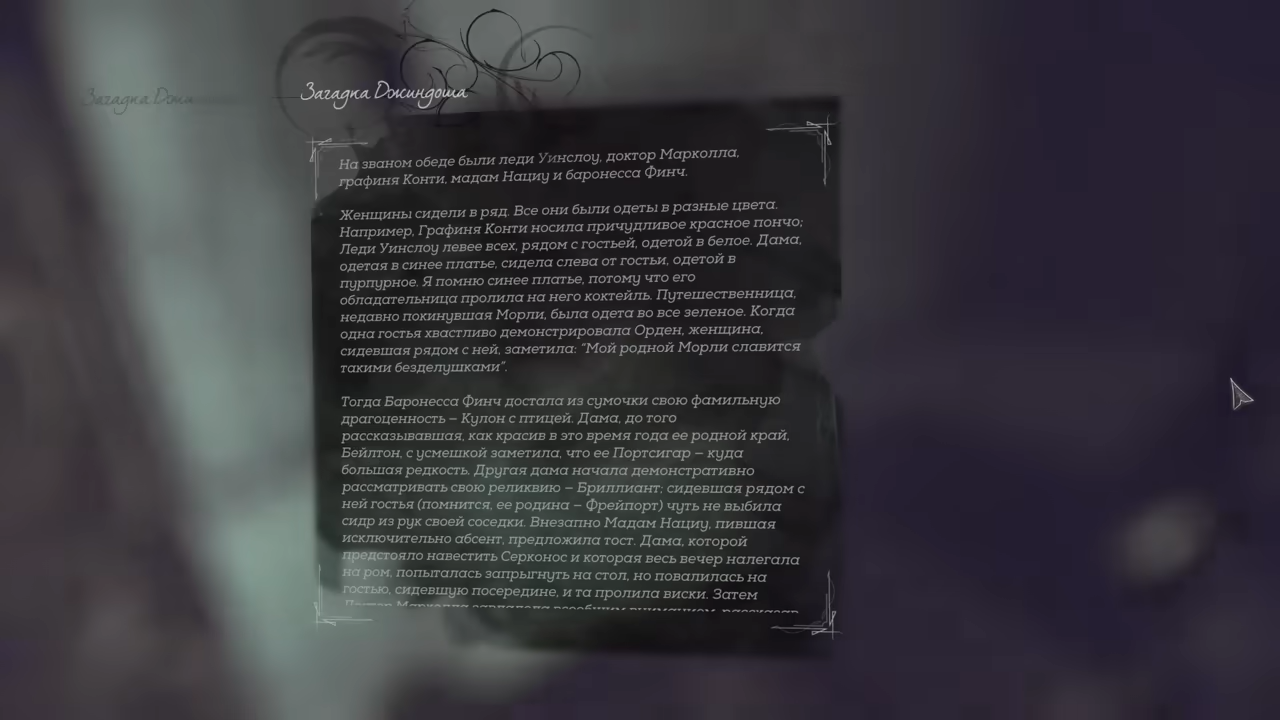 Загадка Джиндоша
На званом обеде были леди Уинслоу, доктор Марколла,
графиня Конти, мадам Нациу и баронесса Финч.
Женщины сидели в ряд. Все они были одеты в разные цвета.
Например, Графиня Конти носила причудливое красное пончо;
Леди Уинслоу левее всех, рядом с гостьей, одетой в белое. Дама,
одетая в синее платье, сидела слева от гостьи, одетой в
пурпурное. Я помню синее платье, потому что его
обладательница пролила на него коктейль. Путешественница,
недавно покинувшая Морли, была одета во все зеленое. Когда
одна гостья хвастливо демонстрировала Орден, женщина,
сидевшая рядом с ней, заметила: "Мой родной Морли славится
такими безделушками".
Тогда Баронесса Финч достала из сумочки свою фамильную
драгоценность – Кулон с птицей. Дама, до того
рассказывавшая, как красив в это время года ее родной край,
Бейлтон, с усмешкой заметила, что ее Портсигар – куда
большая редкость. Другая дама начала демонстративно
рассматривать свою реликвию – Бриллиант; сидевшая рядом с
ней гостья (помнится, ее родина – Фрейпорт) чуть не выбила
сидр из рук своей соседки. Внезапно Мадам Нациу, пившая
исключительно абсент, предложила тост. Дама, которой
предстояло навестить Серконос и которая весь вечер налегала
на ром, попыталась запрыгнуть на стол, но повалилась на
гостью, сидевшую посередине, и та пролила виски. Затем
Доктор Марколла завладела всеобщим вниманием, рассказав